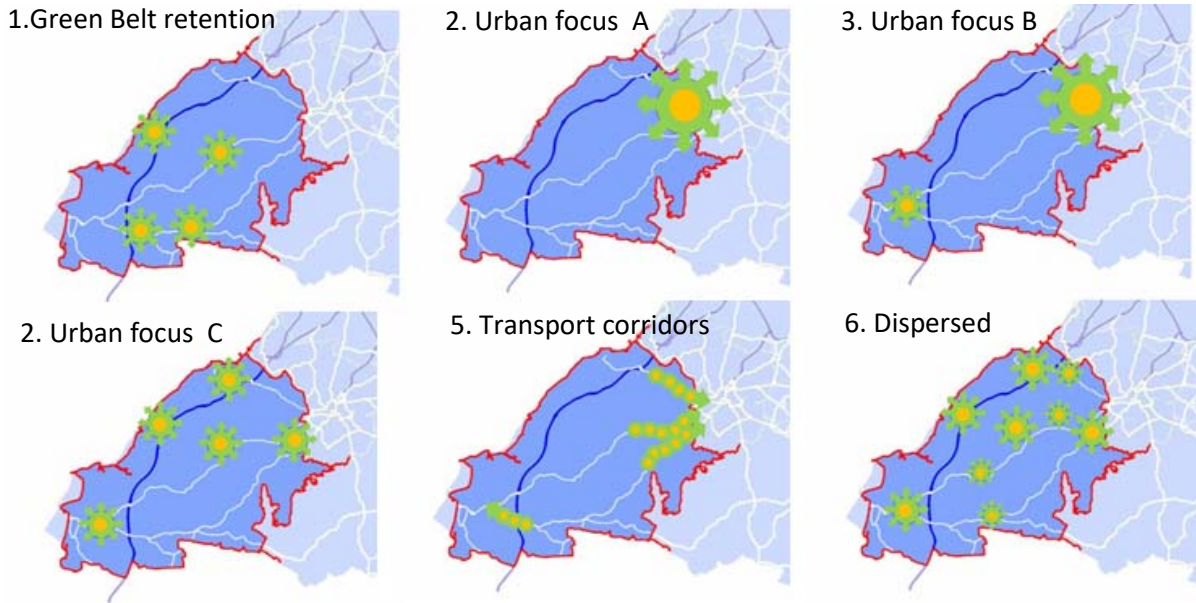 1.Green Belt retention
2. Urban focus  A
3. Urban focus B
2. Urban focus  C
5. Transport corridors
6. Dispersed